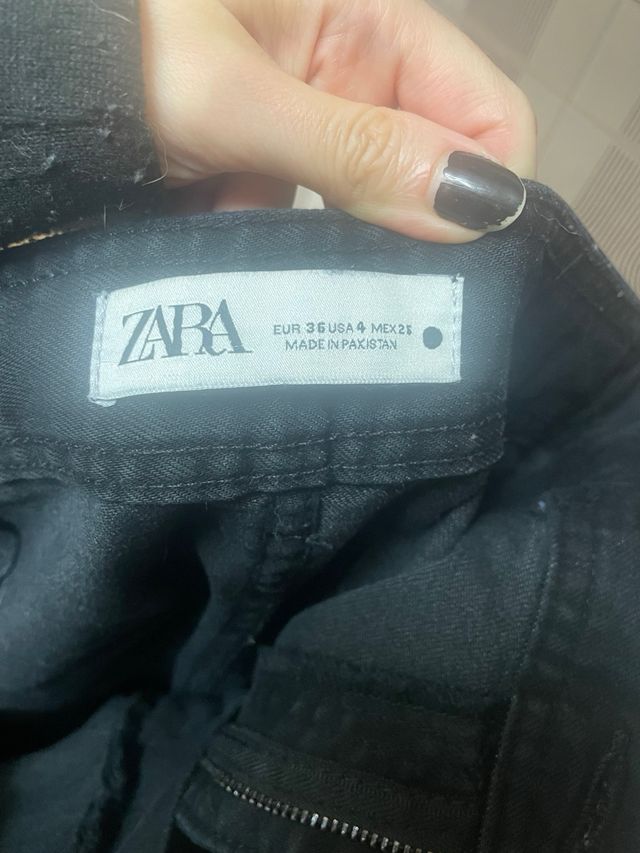 ZARA
EUR 36 USA 4 MEX 26
MADE IN PAKISTAN